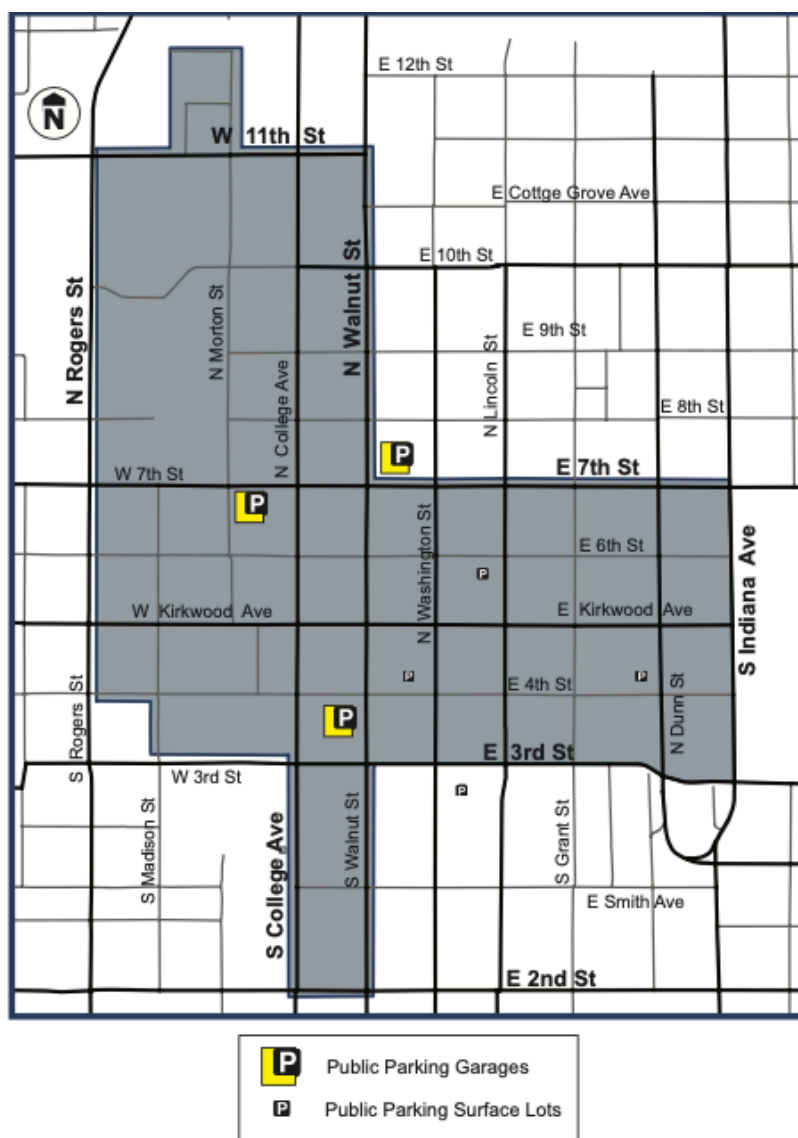 E 12th St
N
W 11th St
E Cottge Grove Ave
E 10th St
N Rogers St
N Morton St
N Walnut St
E 9th St
N Lincoln St
N College Ave
E 8th St
P
W 7th St
E 7th St
P
N Washington St
E 6th St
P
S Indiana Ave
W Kirkwood Ave
E Kirkwood Ave
P
P
E 4th St
S Rogers St
N Dunn St
P
E 3rd St
W 3rd St
P
S Madison St
S College Ave
S Walnut St
S Grant St
E Smith Ave
E 2nd St
P Public Parking Garages
P Public Parking Surface Lots